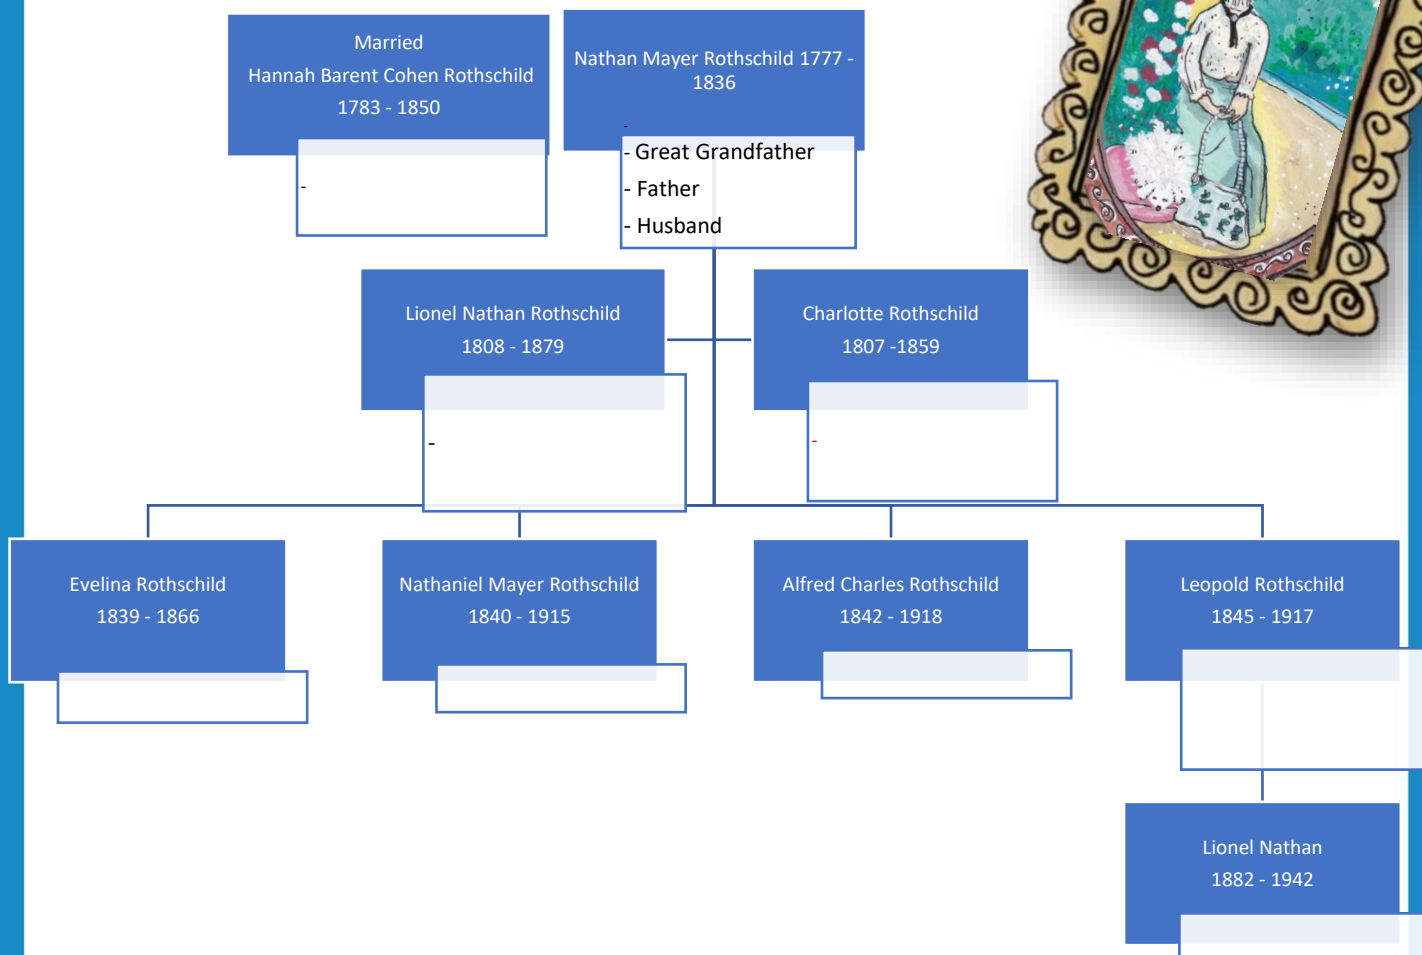 Married
Hannah Barent Cohen Rothschild
1783 - 1850
-
Nathan Mayer Rothschild 1777 -
1836
-
- Great Grandfather
- Father
- Husband
Lionel Nathan Rothschild
1808 - 1879
-
Charlotte Rothschild
1807 -1859
-
Evelina Rothschild
1839 - 1866
Nathaniel Mayer Rothschild
1840 - 1915
Alfred Charles Rothschild
1842 - 1918
Leopold Rothschild
1845 - 1917
Lionel Nathan
1882 - 1942